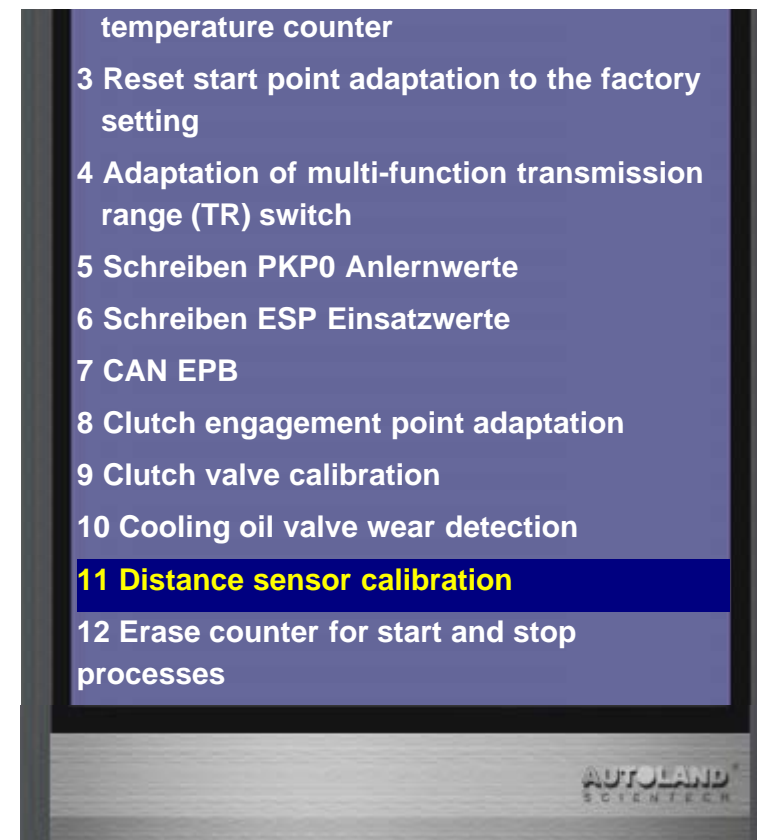 temperature counter
3 Reset start point adaptation to the factory
setting
4 Adaptation of multi-function transmission
range (TR) switch
5 Schreiben PKP0 Anlernwerte
6 Schreiben ESP Einsatzwerte
7 CAN EPB
8 Clutch engagement point adaptation
9 Clutch valve calibration
10 Cooling oil valve wear detection
11 Distance sensor calibration
12 Erase counter for start and stop
processes
AUTOLAND
SCIENTECH